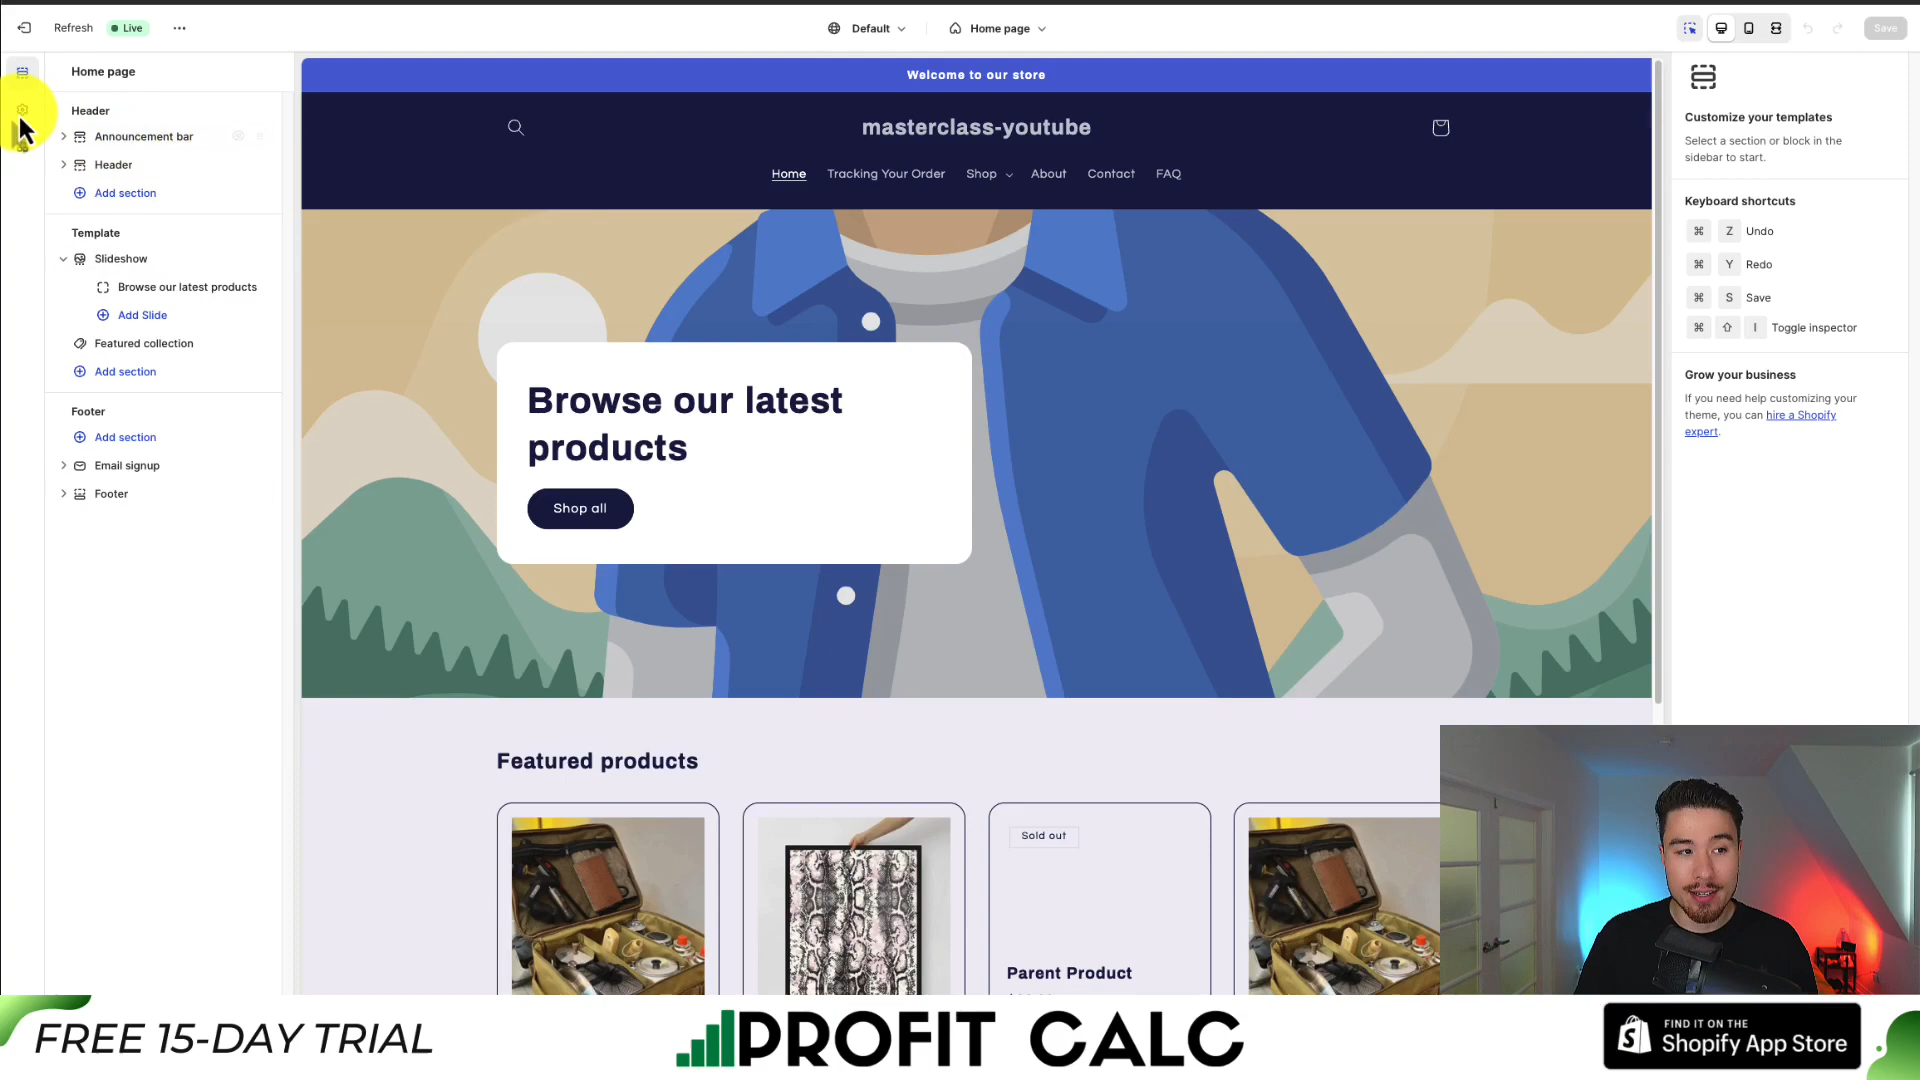 Refresh
Live
Default
Home page
Save
Home page
Header
Announcement bar
Header
Add section
Template
Slideshow
Browse our latest products
Add Slide
Featured collection
Add section
Footer
Add section
Email signup
Footer
Welcome to our store
masterclass-youtube
Home
Tracking Your Order
Shop
About
Contact
FAQ
Browse our latest
products
Shop all
Featured products
Sold out
Parent Product
Customize your templates
Select a section or block in the
sidebar to start.
Keyboard shortcuts
⌘ Z Undo
⌘ Y Redo
⌘ S Save
⌘ ⇧ I Toggle inspector
Grow your business
If you need help customizing your
theme, you can hire a Shopify
expert.
FREE 15-DAY TRIAL
PROFIT CALC
FIND IT ON THE
Shopify App Store